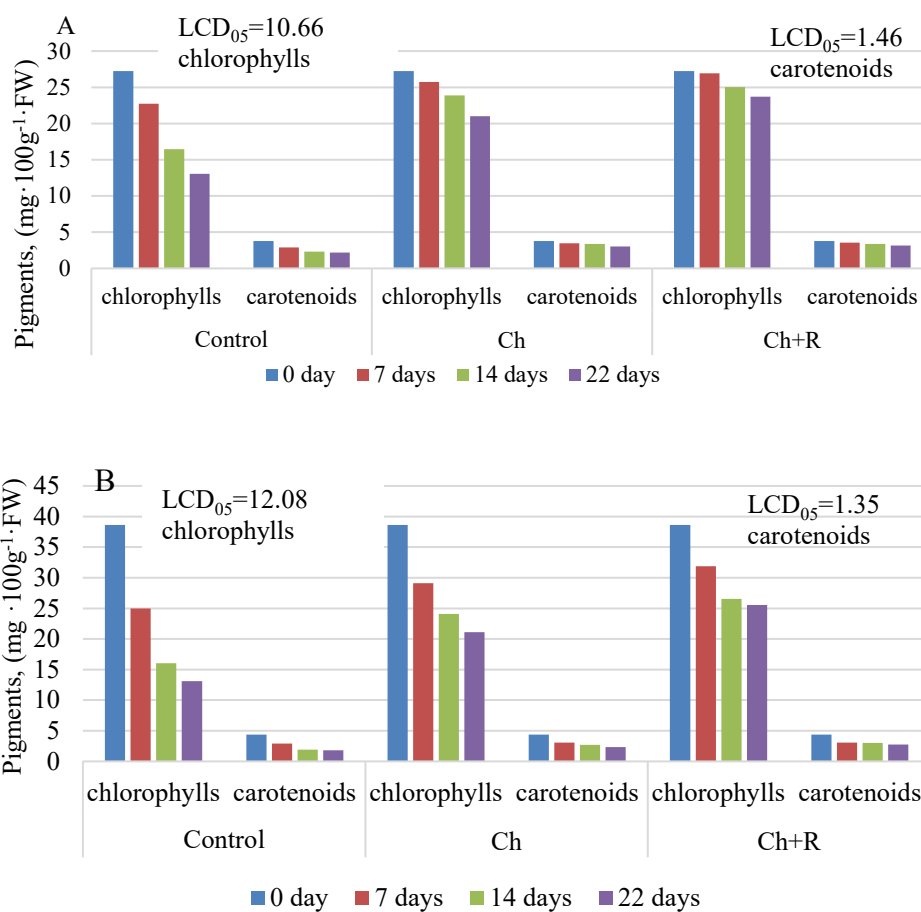 A
LCD₀₅=10.66
chlorophylls
LCD₀₅=1.46
carotenoids
Pigments, (mg·100g⁻¹·FW)
30
25
20
15
10
5
0
chlorophylls carotenoids chlorophylls carotenoids chlorophylls carotenoids
Control Ch Ch+R
0 day 7 days 14 days 22 days
B
LCD₀₅=12.08
chlorophylls
LCD₀₅=1.35
carotenoids
Pigments, (mg ·100g⁻¹·FW)
45
40
35
30
25
20
15
10
5
0
chlorophylls carotenoids chlorophylls carotenoids chlorophylls carotenoids
Control Ch Ch+R
0 day 7 days 14 days 22 days